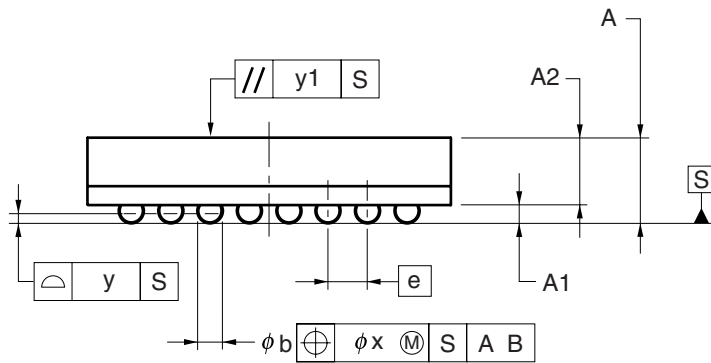 A
// y1 S
A2
S
⌓ y S
e
A1
φb ⌖ φx Ⓜ S A B